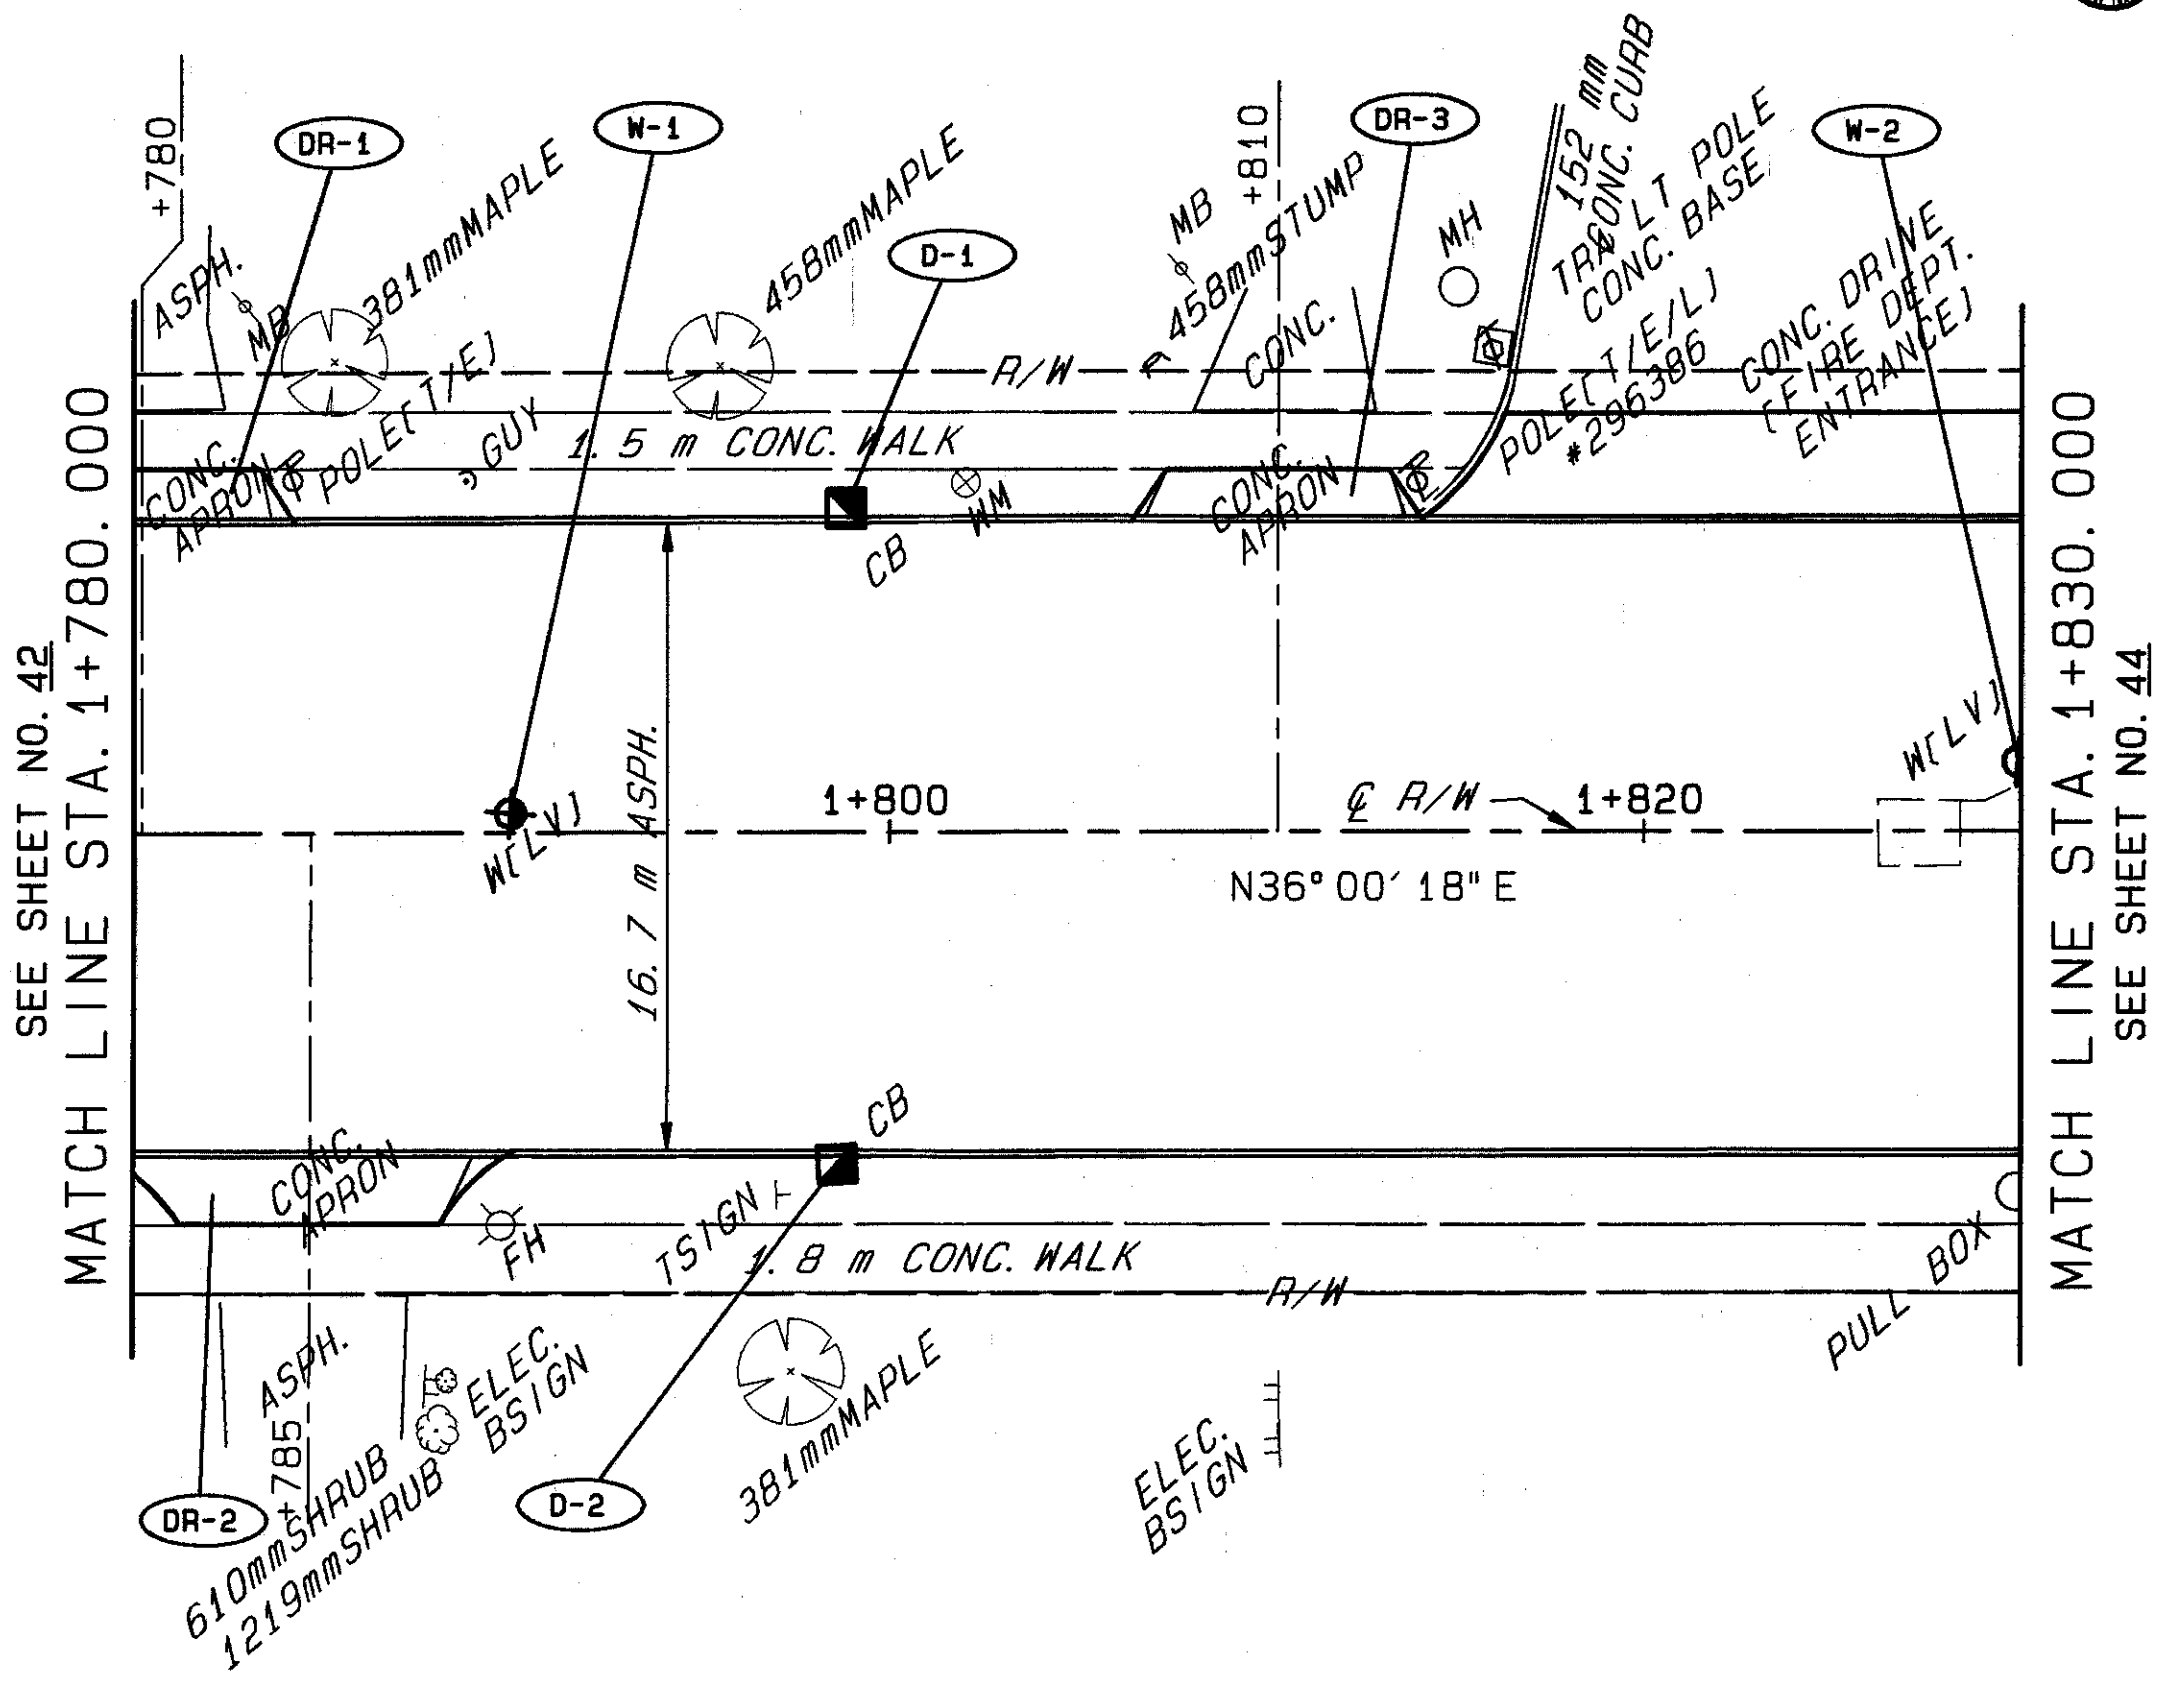 +780
DR-1
W-1
D-1
+810
DR-3
W-2
152 mm
CONC. CURB
ASPH.
MB
381mmMAPLE
458mmMAPLE
MB
458mmSTUMP
MH
TRAF LT POLE
CONC. BASE
CONC.
CONC. DRIVE
(FIRE DEPT.
ENTRANCE)
R/W
POLE(T/E)
GUY
POLE(T/E/L)
*296386
1.5 m CONC. WALK
CONC.
APRON
WM
CB
CONC.
APRON
SEE SHEET NO. 42
MATCH LINE STA. 1+780.000
W(LV)
16.7 m ASPH.
1+800
℄ R/W
1+820
W(LV)
N36°00'18"E
MATCH LINE STA. 1+830.000
SEE SHEET NO. 44
CONC.
APRON
CB
FH
TSIGN
1.8 m CONC. WALK
R/W
PULL BOX
ASPH.
ELEC.
BSIGN
381mmMAPLE
ELEC.
BSIGN
+785
610mmSHRUB
1219mmSHRUB
DR-2
D-2